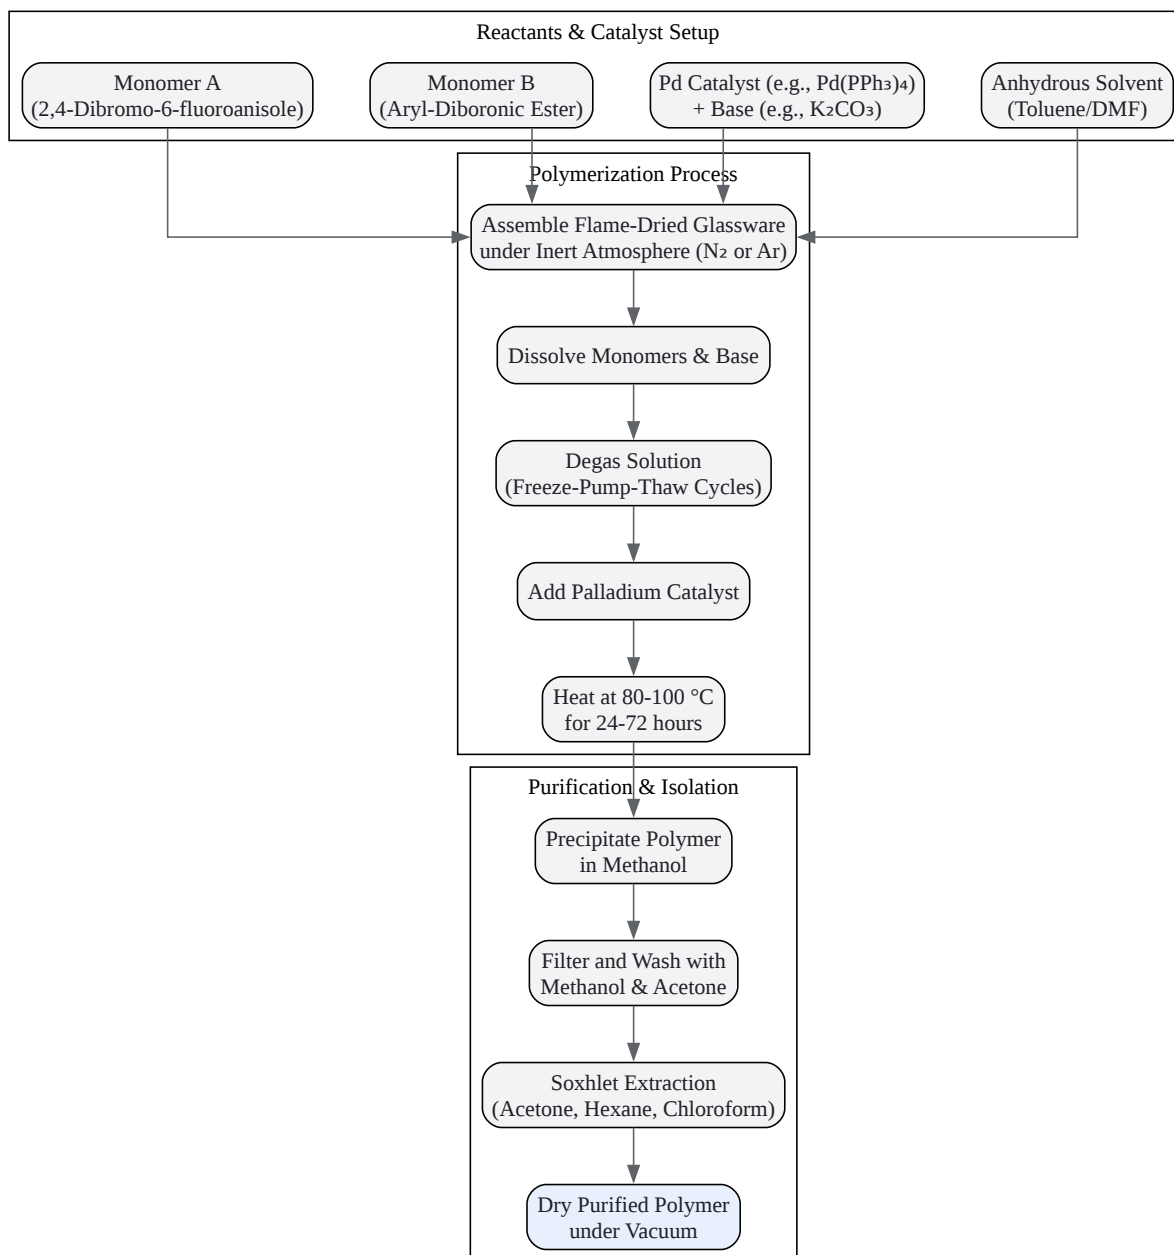 Reactants & Catalyst Setup
Monomer A
(2,4-Dibromo-6-fluoroanisole)
Monomer B
(Aryl-Diboronic Ester)
Pd Catalyst (e.g., Pd(PPh₃)₄)
+ Base (e.g., K₂CO₃)
Anhydrous Solvent
(Toluene/DMF)
Polymerization Process
Assemble Flame-Dried Glassware
under Inert Atmosphere (N₂ or Ar)
Dissolve Monomers & Base
Degas Solution
(Freeze-Pump-Thaw Cycles)
Add Palladium Catalyst
Heat at 80-100 °C
for 24-72 hours
Purification & Isolation
Precipitate Polymer
in Methanol
Filter and Wash with
Methanol & Acetone
Soxhlet Extraction
(Acetone, Hexane, Chloroform)
Dry Purified Polymer
under Vacuum